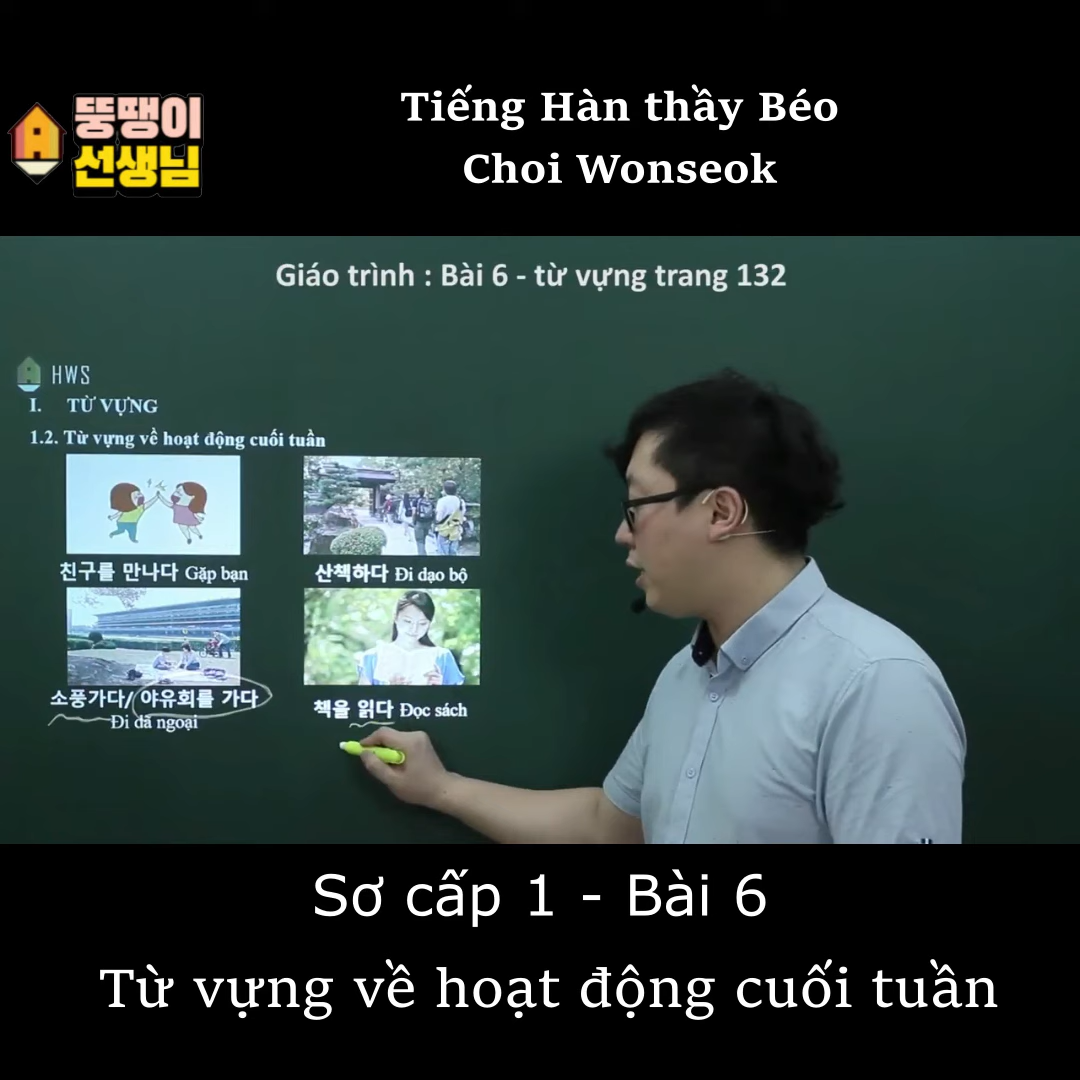 뚱땡이
선생님
Tiếng Hàn thầy Béo
Choi Wonseok
Giáo trình : Bài 6 - từ vựng trang 132
HWS
I. TỪ VỰNG
1.2. Từ vựng về hoạt động cuối tuần
친구를 만나다 Gặp bạn
산책하다 Đi dạo bộ
소풍가다/ 야유회를 가다
Đi dã ngoại
책을 읽다 Đọc sách
Sơ cấp 1 - Bài 6
Từ vựng về hoạt động cuối tuần